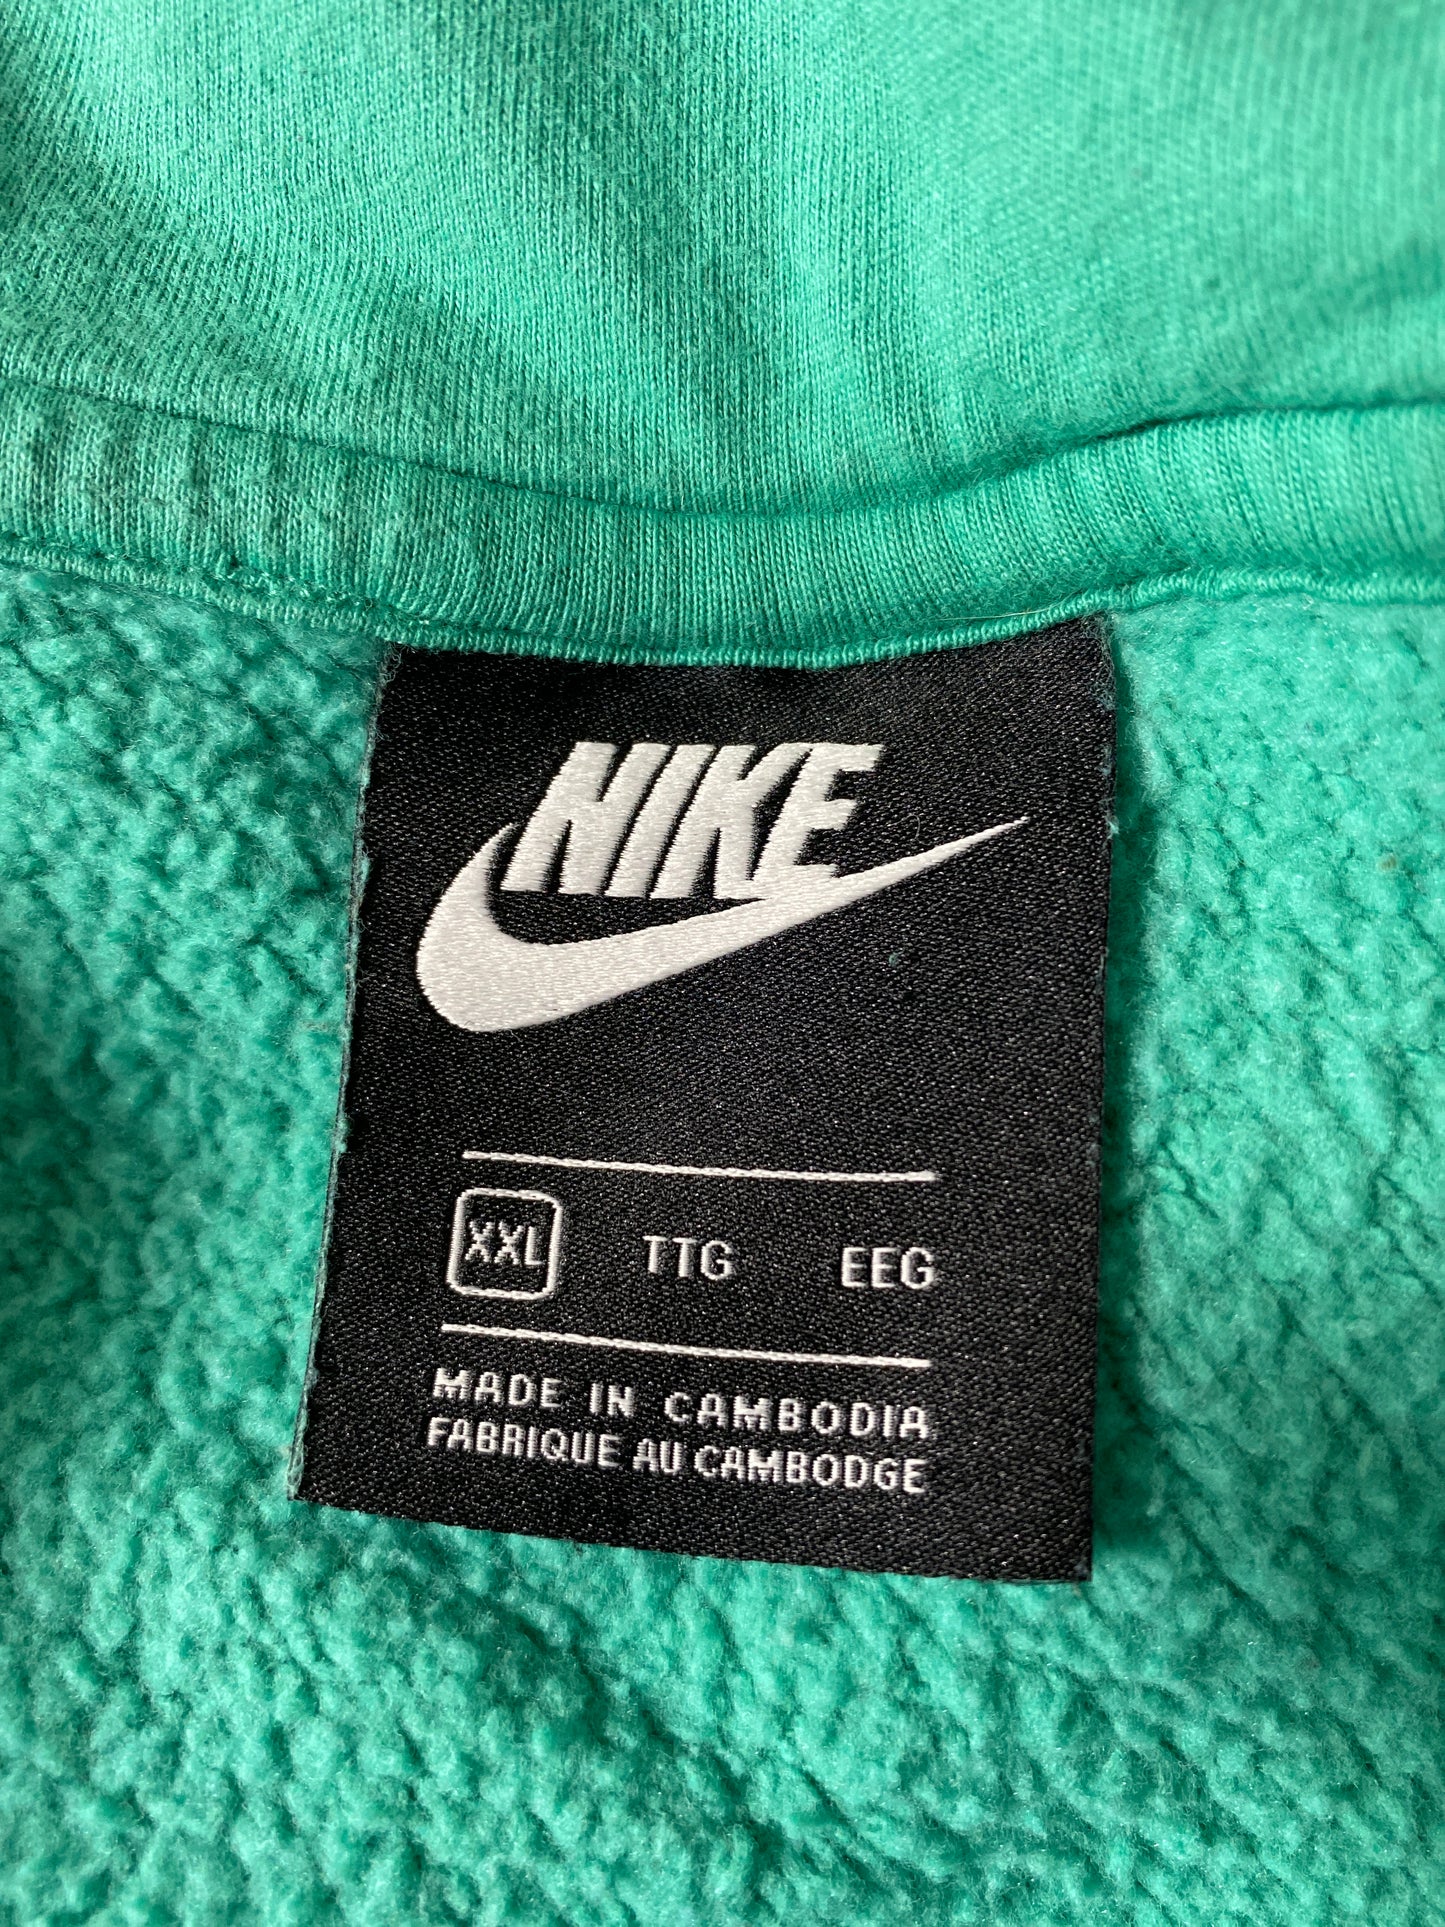 NIKE
XXL TTG EEG
MADE IN CAMBODIA
FABRIQUE AU CAMBODGE